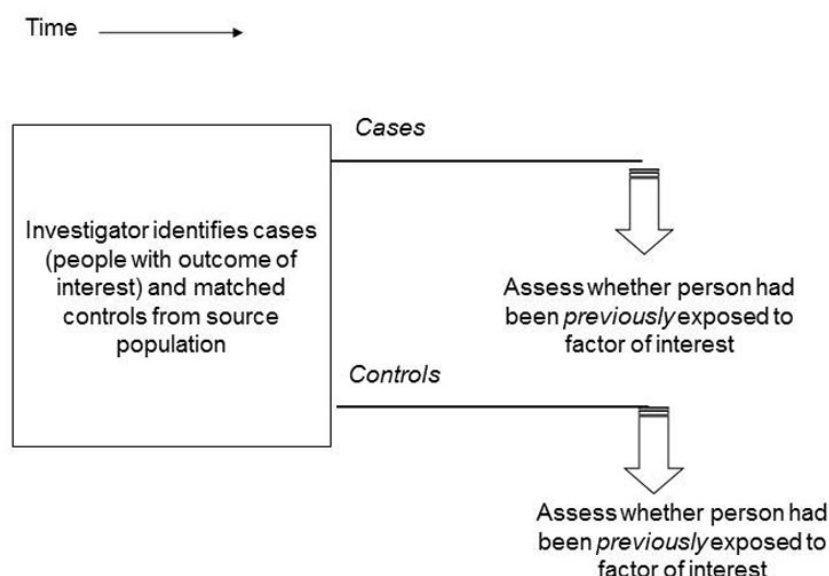 Time
Cases
Investigator identifies cases
(people with outcome of
interest) and matched
controls from source
population
Assess whether person had
been previously exposed to
factor of interest
Controls
Assess whether person had
been previously exposed to
factor of interest